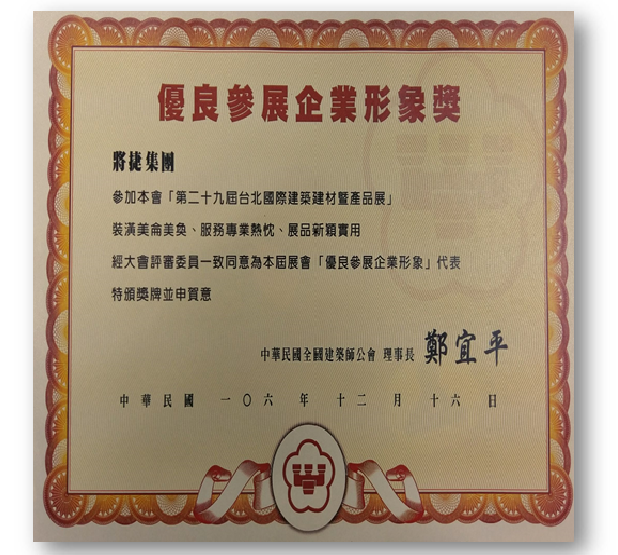 優良參展企業形象獎
將捷集團
參加本會「第二十九屆台北國際建築建材暨產品展」
裝潢美侖美奐、服務專業熱忱、展品新穎實用
經大會評審委員一致同意為本屆展會「優良參展企業形象」代表
特頒獎牌並申賀意
中華民國全國建築師公會 理事長 鄭宜平
中華民國 一〇六 年 十二 月 十六 日